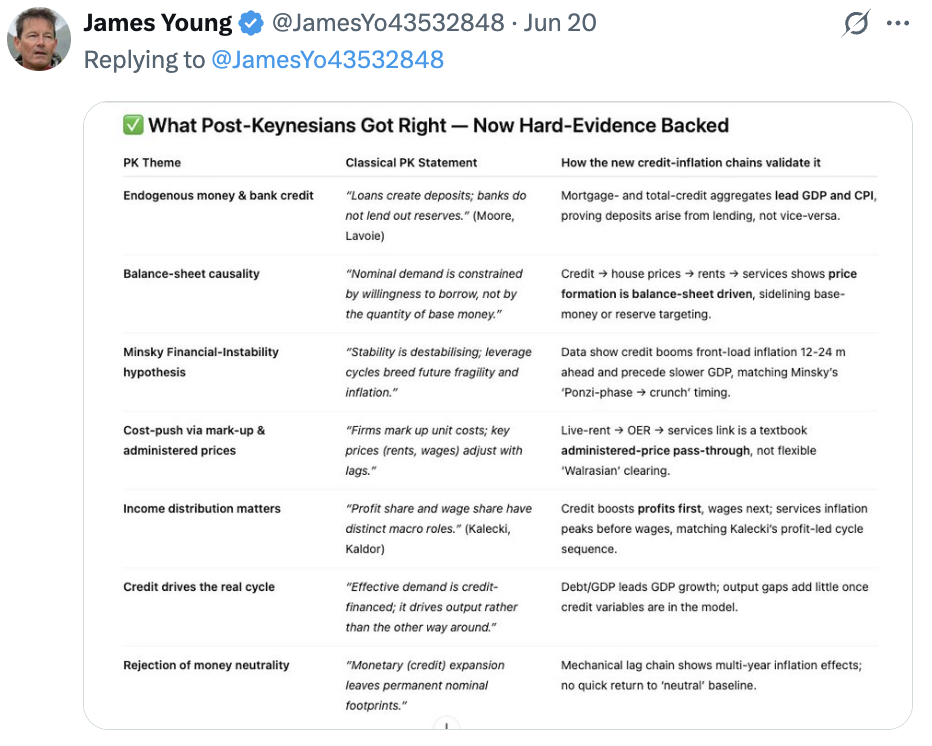 James Young @JamesYo43532848 · Jun 20
Replying to @JamesYo43532848
✅ What Post-Keynesians Got Right — Now Hard-Evidence Backed
PK Theme
Classical PK Statement
How the new credit-inflation chains validate it
Endogenous money & bank credit
“Loans create deposits; banks do
not lend out reserves.” (Moore,
Lavoie)
Mortgage- and total-credit aggregates lead GDP and CPI,
proving deposits arise from lending, not vice-versa.
Balance-sheet causality
“Nominal demand is constrained
by willingness to borrow, not by
the quantity of base money.”
Credit → house prices → rents → services shows price
formation is balance-sheet driven, sidelining base-
money or reserve targeting.
Minsky Financial-Instability
hypothesis
“Stability is destabilising; leverage
cycles breed future fragility and
inflation.”
Data show credit booms front-load inflation 12-24 m
ahead and precede slower GDP, matching Minsky’s
‘Ponzi-phase → crunch’ timing.
Cost-push via mark-up &
administered prices
“Firms mark up unit costs; key
prices (rents, wages) adjust with
lags.”
Live-rent → OER → services link is a textbook
administered-price pass-through, not flexible
‘Walrasian’ clearing.
Income distribution matters
“Profit share and wage share have
distinct macro roles.” (Kalecki,
Kaldor)
Credit boosts profits first, wages next; services inflation
peaks before wages, matching Kalecki’s profit-led cycle
sequence.
Credit drives the real cycle
“Effective demand is credit-
financed; it drives output rather
than the other way around.”
Debt/GDP leads GDP growth; output gaps add little once
credit variables are in the model.
Rejection of money neutrality
“Monetary (credit) expansion
leaves permanent nominal
footprints.”
Mechanical lag chain shows multi-year inflation effects;
no quick return to ‘neutral’ baseline.